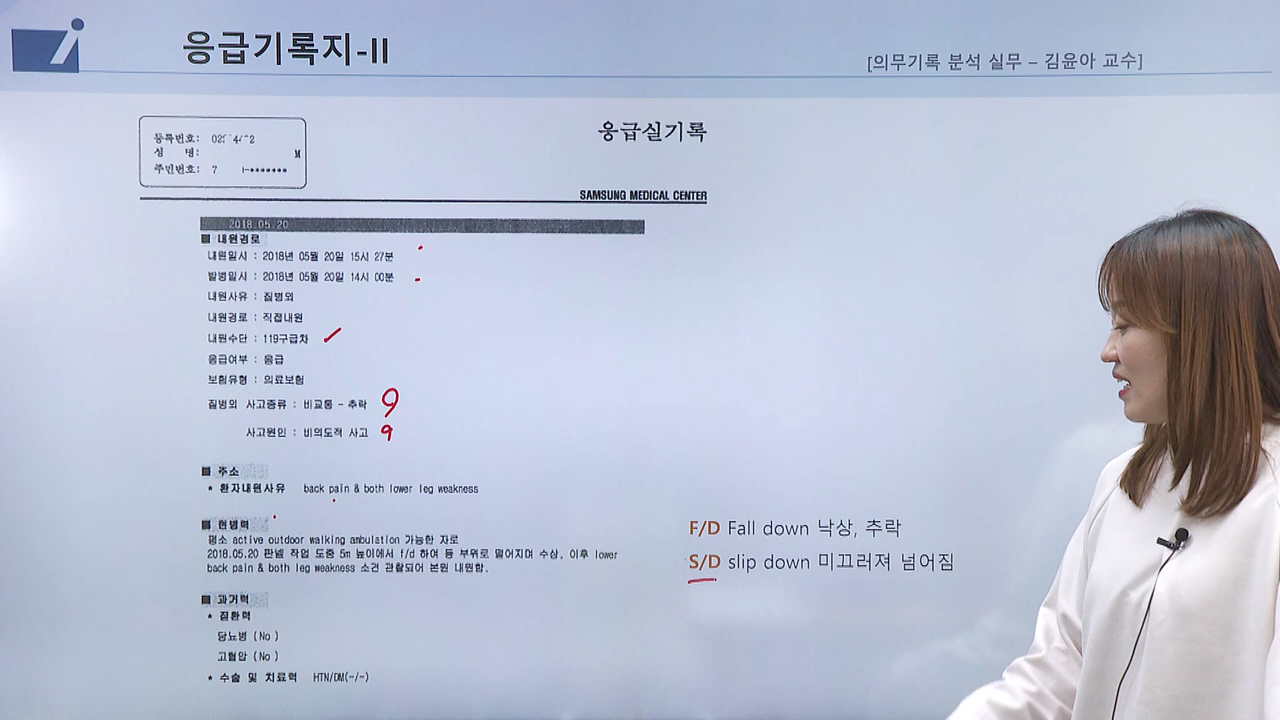 응급기록지-II
[의무기록 분석 실무 – 김윤아 교수]
등록번호:
성 명: M
주민번호: 7 -*******
응급실기록
SAMSUNG MEDICAL CENTER
2018.05.20
■ 내원경로
내원일시 : 2018년 05월 20일 15시 27분
발병일시 : 2018년 05월 20일 14시 00분
내원사유 : 질병외
내원경로 : 직접내원
내원수단 : 119구급차
응급여부 : 응급
보험유형 : 의료보험
질병외 사고종류 : 비교통 - 추락 9
사고원인 : 비의도적 사고 9
■ 주소
* 환자내원사유 back pain & both lower leg weakness
■ 현병력
평소 active outdoor walking ambulation 가능한 자로
2018.05.20 판넬 작업 도중 5m 높이에서 f/d 하여 등 부위로 떨어지며 수상, 이후 lower
back pain & both leg weakness 소견 관찰되어 본원 내원함.
F/D Fall down 낙상, 추락
S/D slip down 미끄러져 넘어짐
■ 과거력
* 질환력
당뇨병 (No )
고혈압 (No )
* 수술 및 치료력 HTN/DM(-/-)